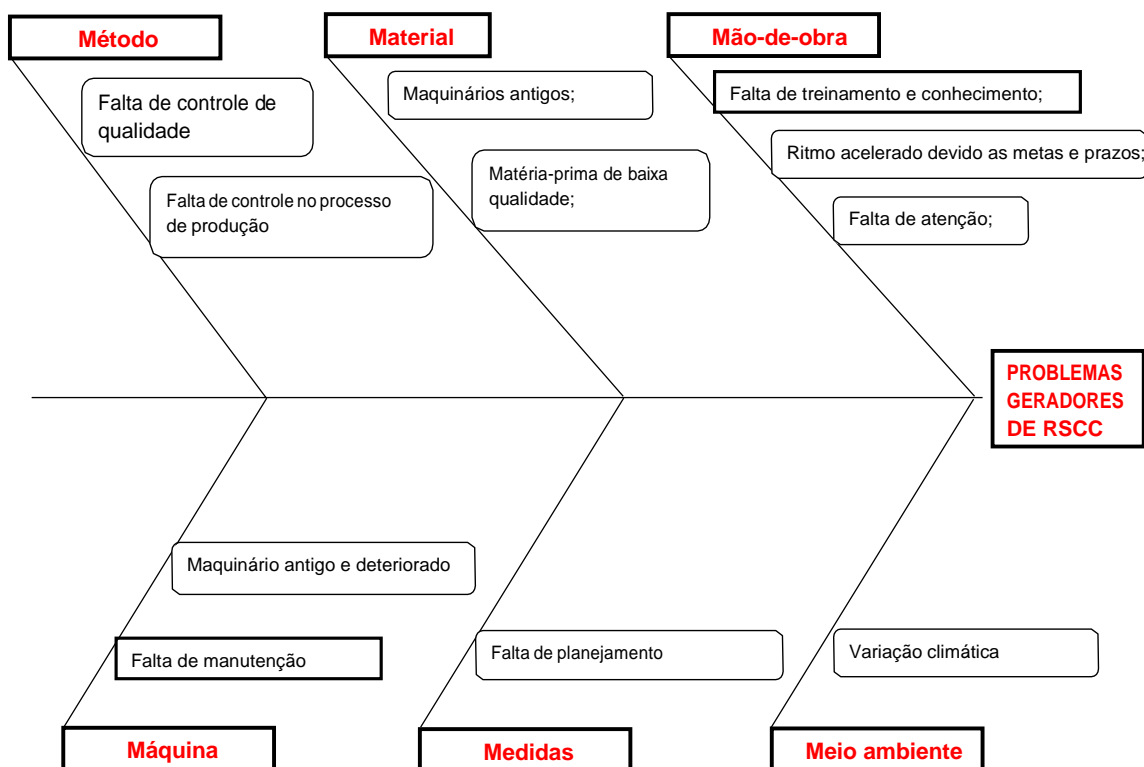 Método
Material
Mão-de-obra
Falta de controle de
qualidade
Maquinários antigos;
Falta de treinamento e conhecimento;
Falta de controle no processo
de produção
Matéria-prima de baixa
qualidade;
Ritmo acelerado devido as metas e prazos;
Falta de atenção;
PROBLEMAS
GERADORES
DE RSCC
Maquinário antigo e deteriorado
Falta de manutenção
Falta de planejamento
Variação climática
Máquina
Medidas
Meio ambiente